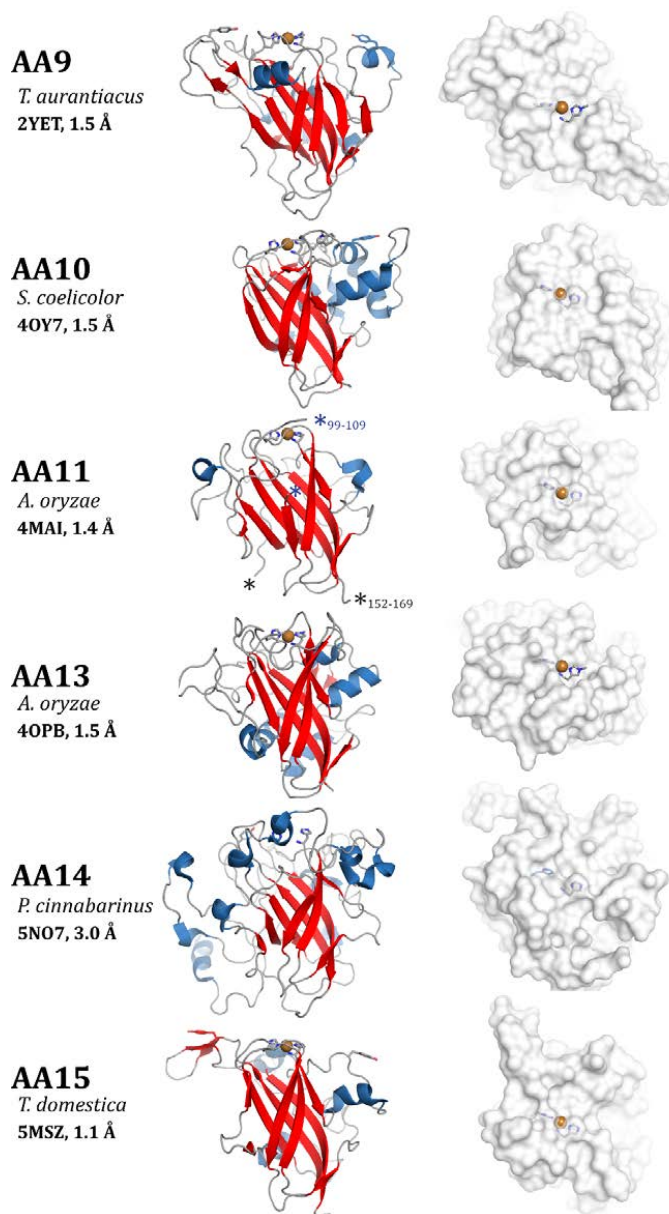 AA9
T. aurantiacus
2YET, 1.5 Å
AA10
S. coelicolor
4OY7, 1.5 Å
*99-109
AA11
*
A. oryzae
4MAI, 1.4 Å
*
*152-169
AA13
A. oryzae
4OPB, 1.5 Å
AA14
P. cinnabarinus
5NO7, 3.0 Å
AA15
T. domestica
5MSZ, 1.1 Å